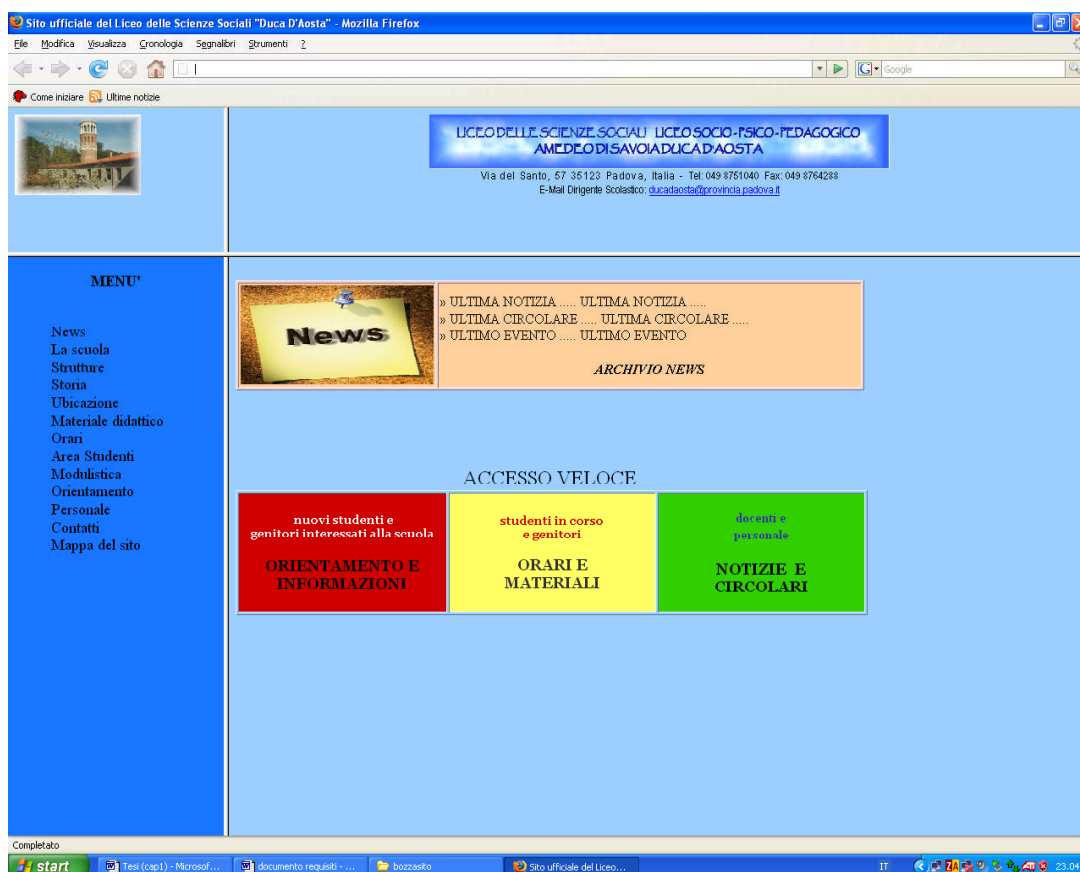 Sito ufficiale del Liceo delle Scienze Sociali "Duca D'Aosta" - Mozilla Firefox
File Modifica Visualizza Cronologia Segnalibri Strumenti ?
G Google
Come iniziare Ultime notizie
LICEO DELLE SCIENZE SOCIALI LICEO SOCIO-PSICO-PEDAGOGICO
AMEDEO DI SAVOIA DUCA D'AOSTA
Via del Santo, 57 35123 Padova, Italia - Tel: 049 8751040 Fax: 049 8764288
E-Mail Dirigente Scolastico: ducadaosta@provincia.padova.it
MENU'
News
La scuola
Strutture
Storia
Ubicazione
Materiale didattico
Orari
Area Studenti
Modulistica
Orientamento
Personale
Contatti
Mappa del sito
News
» ULTIMA NOTIZIA ..... ULTIMA NOTIZIA .....
» ULTIMA CIRCOLARE ..... ULTIMA CIRCOLARE .....
» ULTIMO EVENTO ..... ULTIMO EVENTO
ARCHIVIO NEWS
ACCESSO VELOCE
nuovi studenti e
genitori interessati alla scuola
ORIENTAMENTO E
INFORMAZIONI
studenti in corso
e genitori
ORARI E
MATERIALI
docenti e
personale
NOTIZIE E
CIRCOLARI
Completato
start Tesi (cap1) - Microsof... documento requisiti - ... bozzasito Sito ufficiale del Liceo... IT ZA 23.04